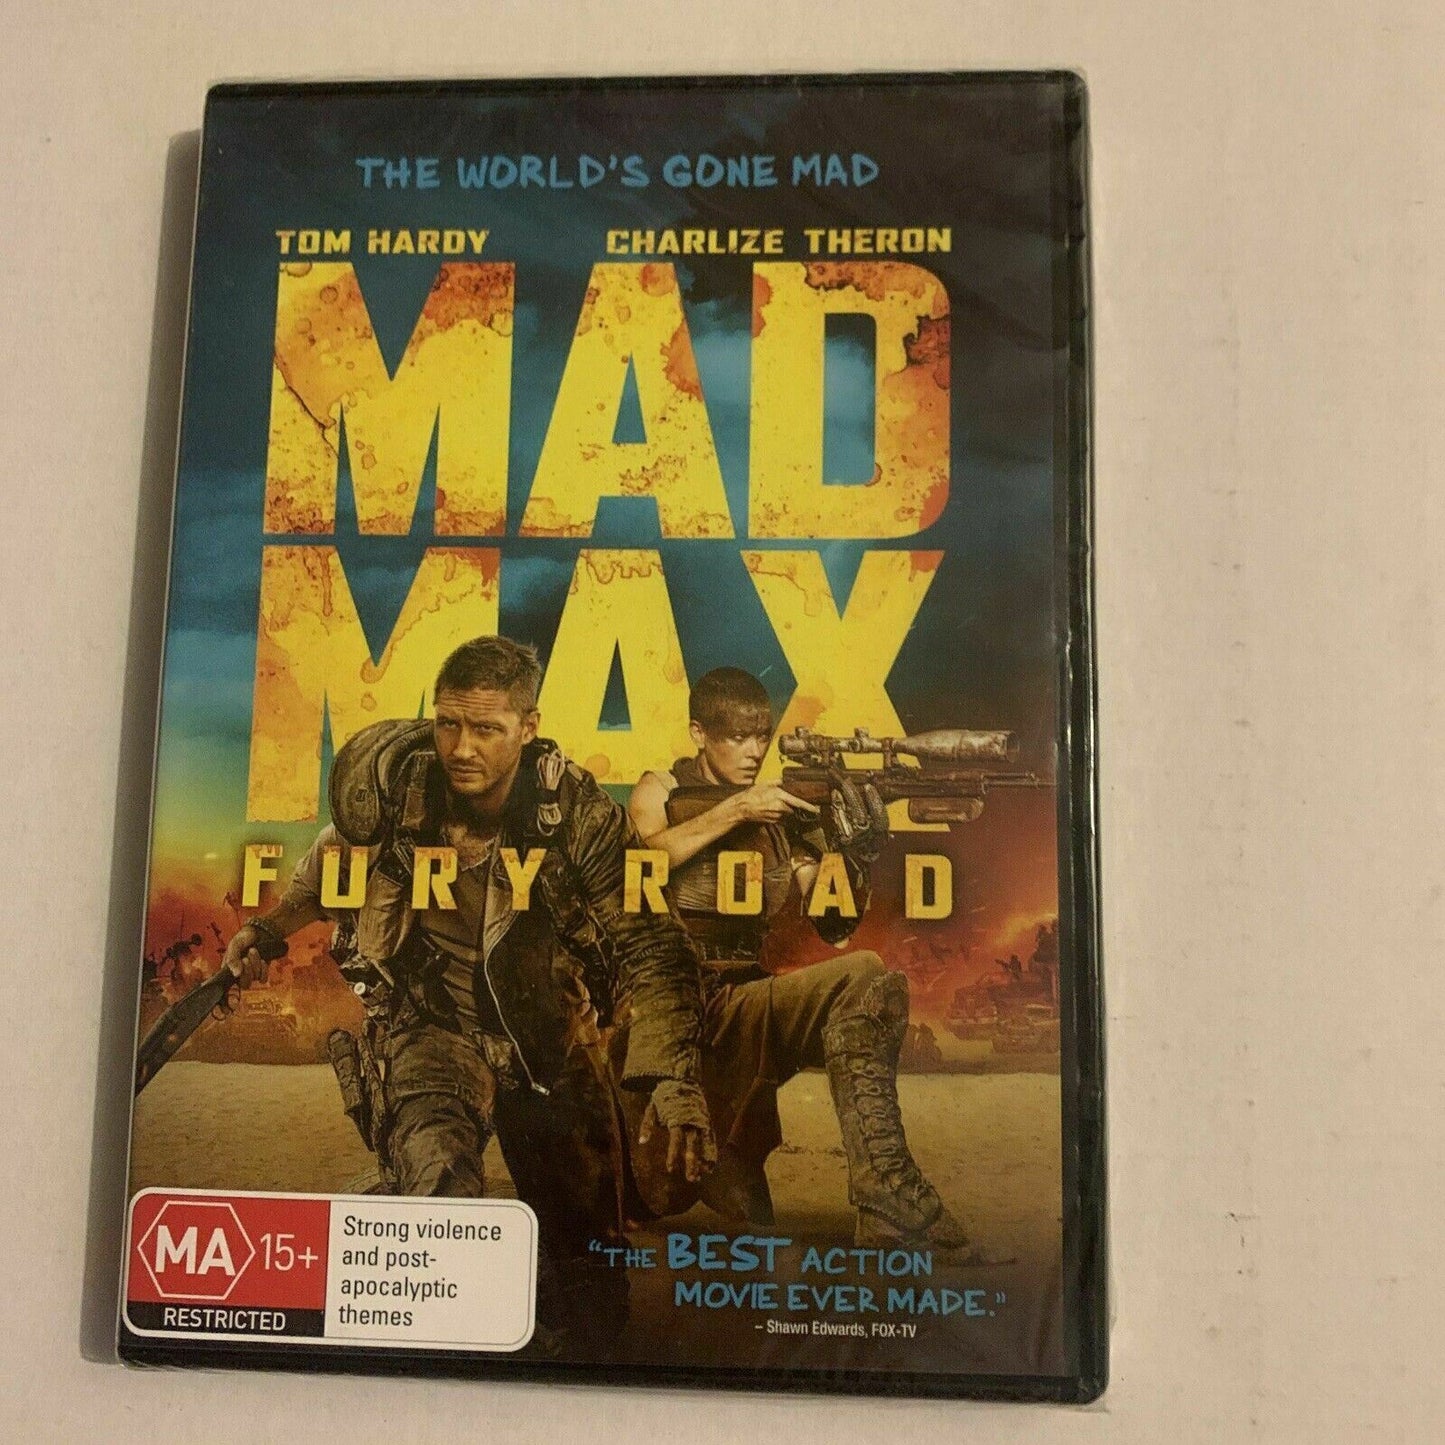 THE WORLD'S GONE MAD
TOM HARDY CHARLIZE THERON
MAD
MAX
FURY ROAD
MA 15+
RESTRICTED
Strong violence
and post-
apocalyptic
themes
"THE BEST ACTION
MOVIE EVER MADE."
– Shawn Edwards, FOX-TV